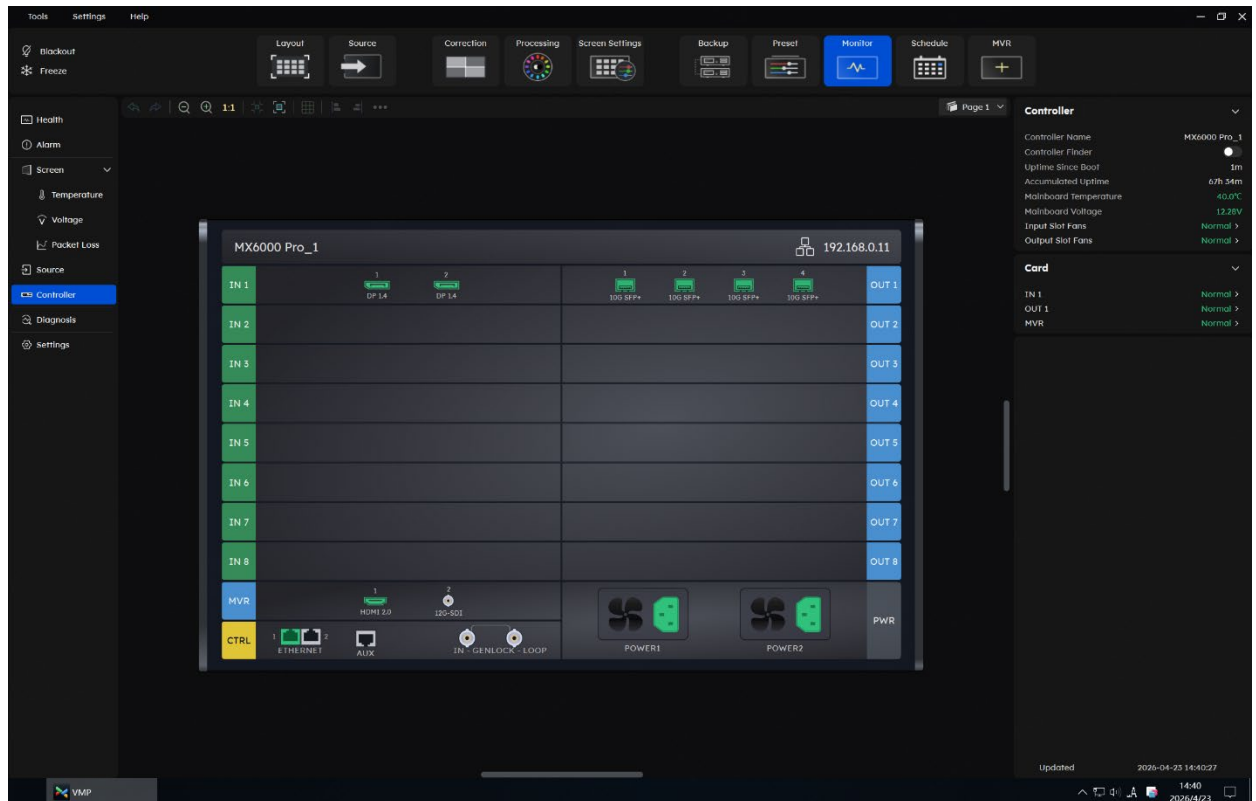 Tools Settings Help
Blackout
Freeze
Layout Source Correction Processing Screen Settings Backup Preset Monitor Schedule MVR
1:1
Page 1
Health
Alarm
Screen
Temperature
Voltage
Packet Loss
Source
Controller
Diagnosis
Settings
MX6000 Pro_1 192.168.0.11
IN 1 1 DP 1.4 2 DP 1.4 1 10G SFP+ 2 10G SFP+ 3 10G SFP+ 4 10G SFP+ OUT 1
IN 2 OUT 2
IN 3 OUT 3
IN 4 OUT 4
IN 5 OUT 5
IN 6 OUT 6
IN 7 OUT 7
IN 8 OUT 8
MVR 1 HDMI 2.0 2 12G-SDI
CTRL 1 2 ETHERNET AUX IN - GENLOCK - LOOP POWER1 POWER2 PWR
Controller
Controller Name MX6000 Pro_1
Controller Finder
Uptime Since Boot 1m
Accumulated Uptime 67h 34m
Mainboard Temperature 40.0℃
Mainboard Voltage 12.28V
Input Slot Fans Normal >
Output Slot Fans Normal >
Card
IN 1 Normal >
OUT 1 Normal >
MVR Normal >
Updated 2026-04-23 14:40:27
VMP
14:40
2026/4/23